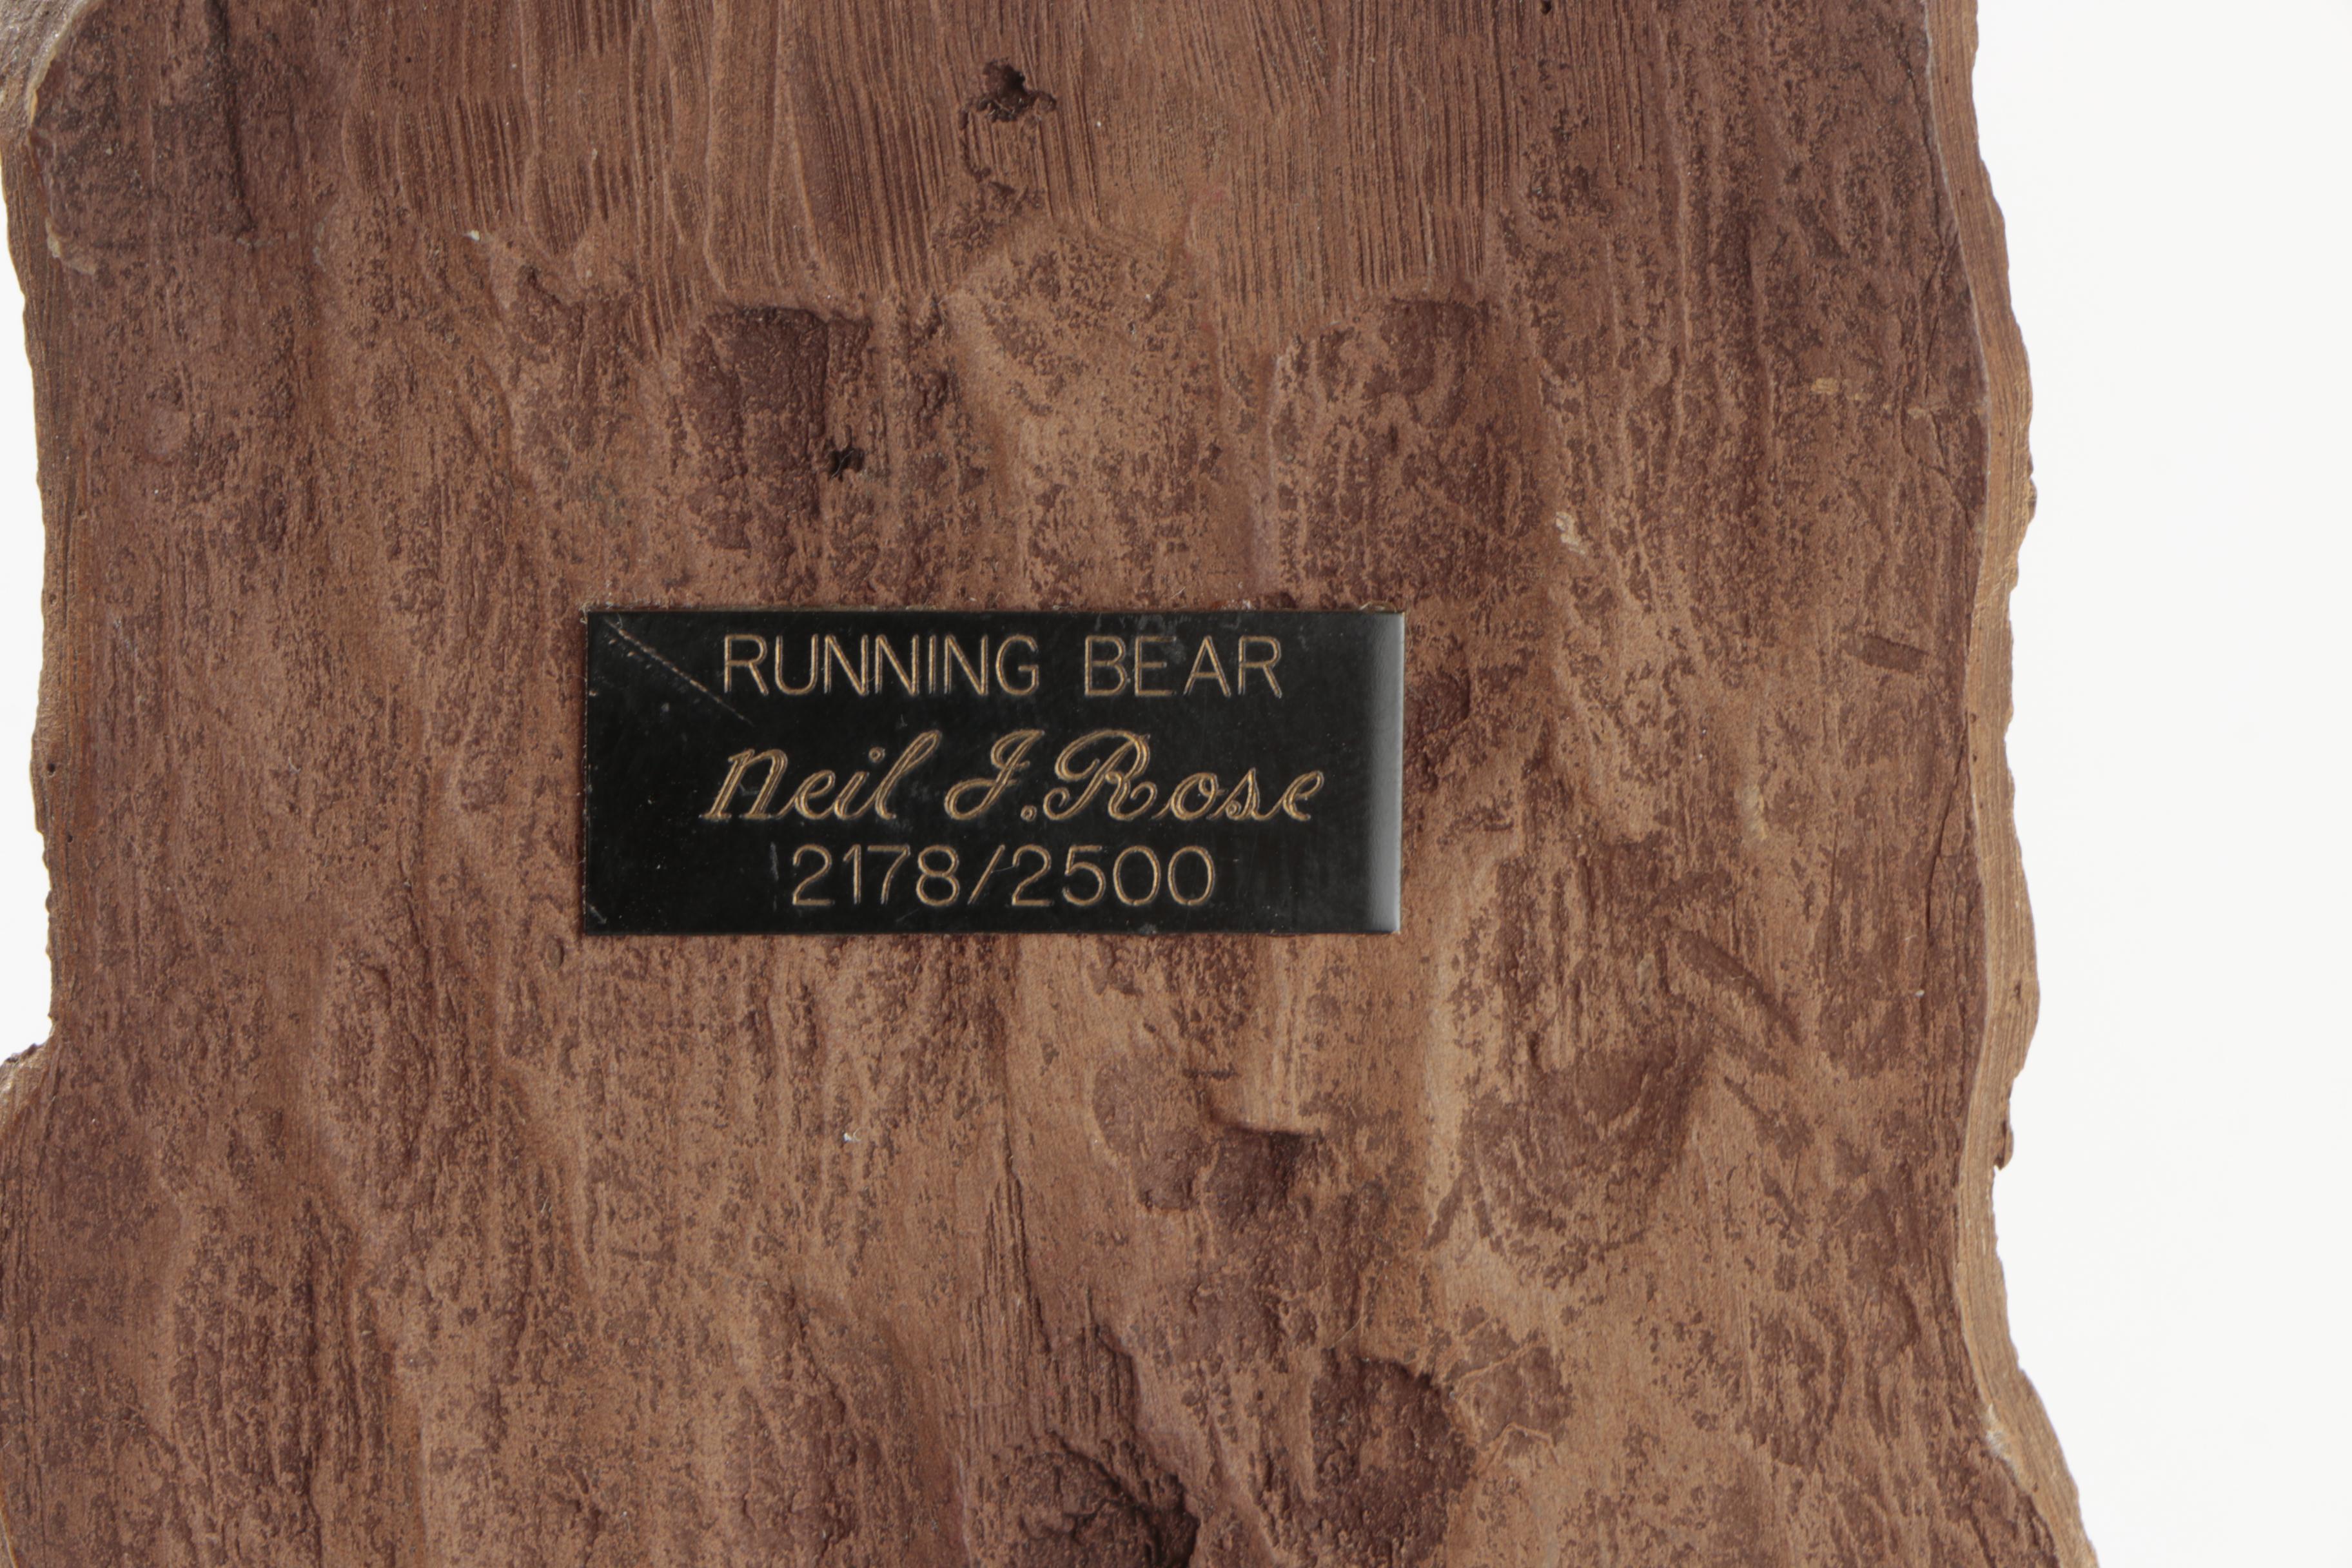 RUNNING BEAR
Neil J. Rose
2178/2500